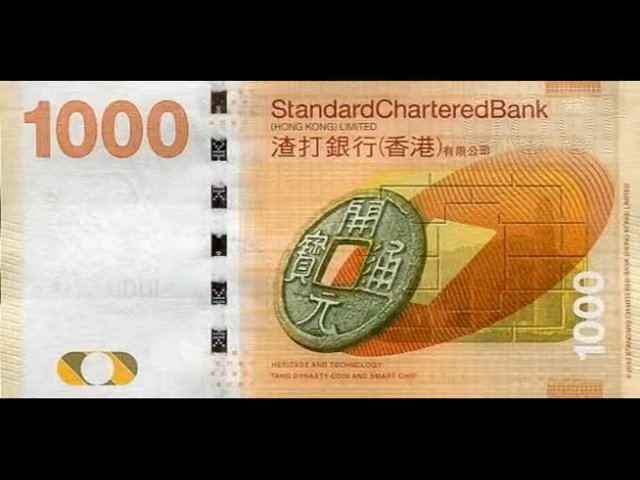 1000
StandardCharteredBank
(HONG KONG) LIMITED
渣打銀行(香港)有限公司
開
通
寶
元
1000
HERITAGE AND TECHNOLOGY:
TANG DYNASTY COIN AND SMART CHIP